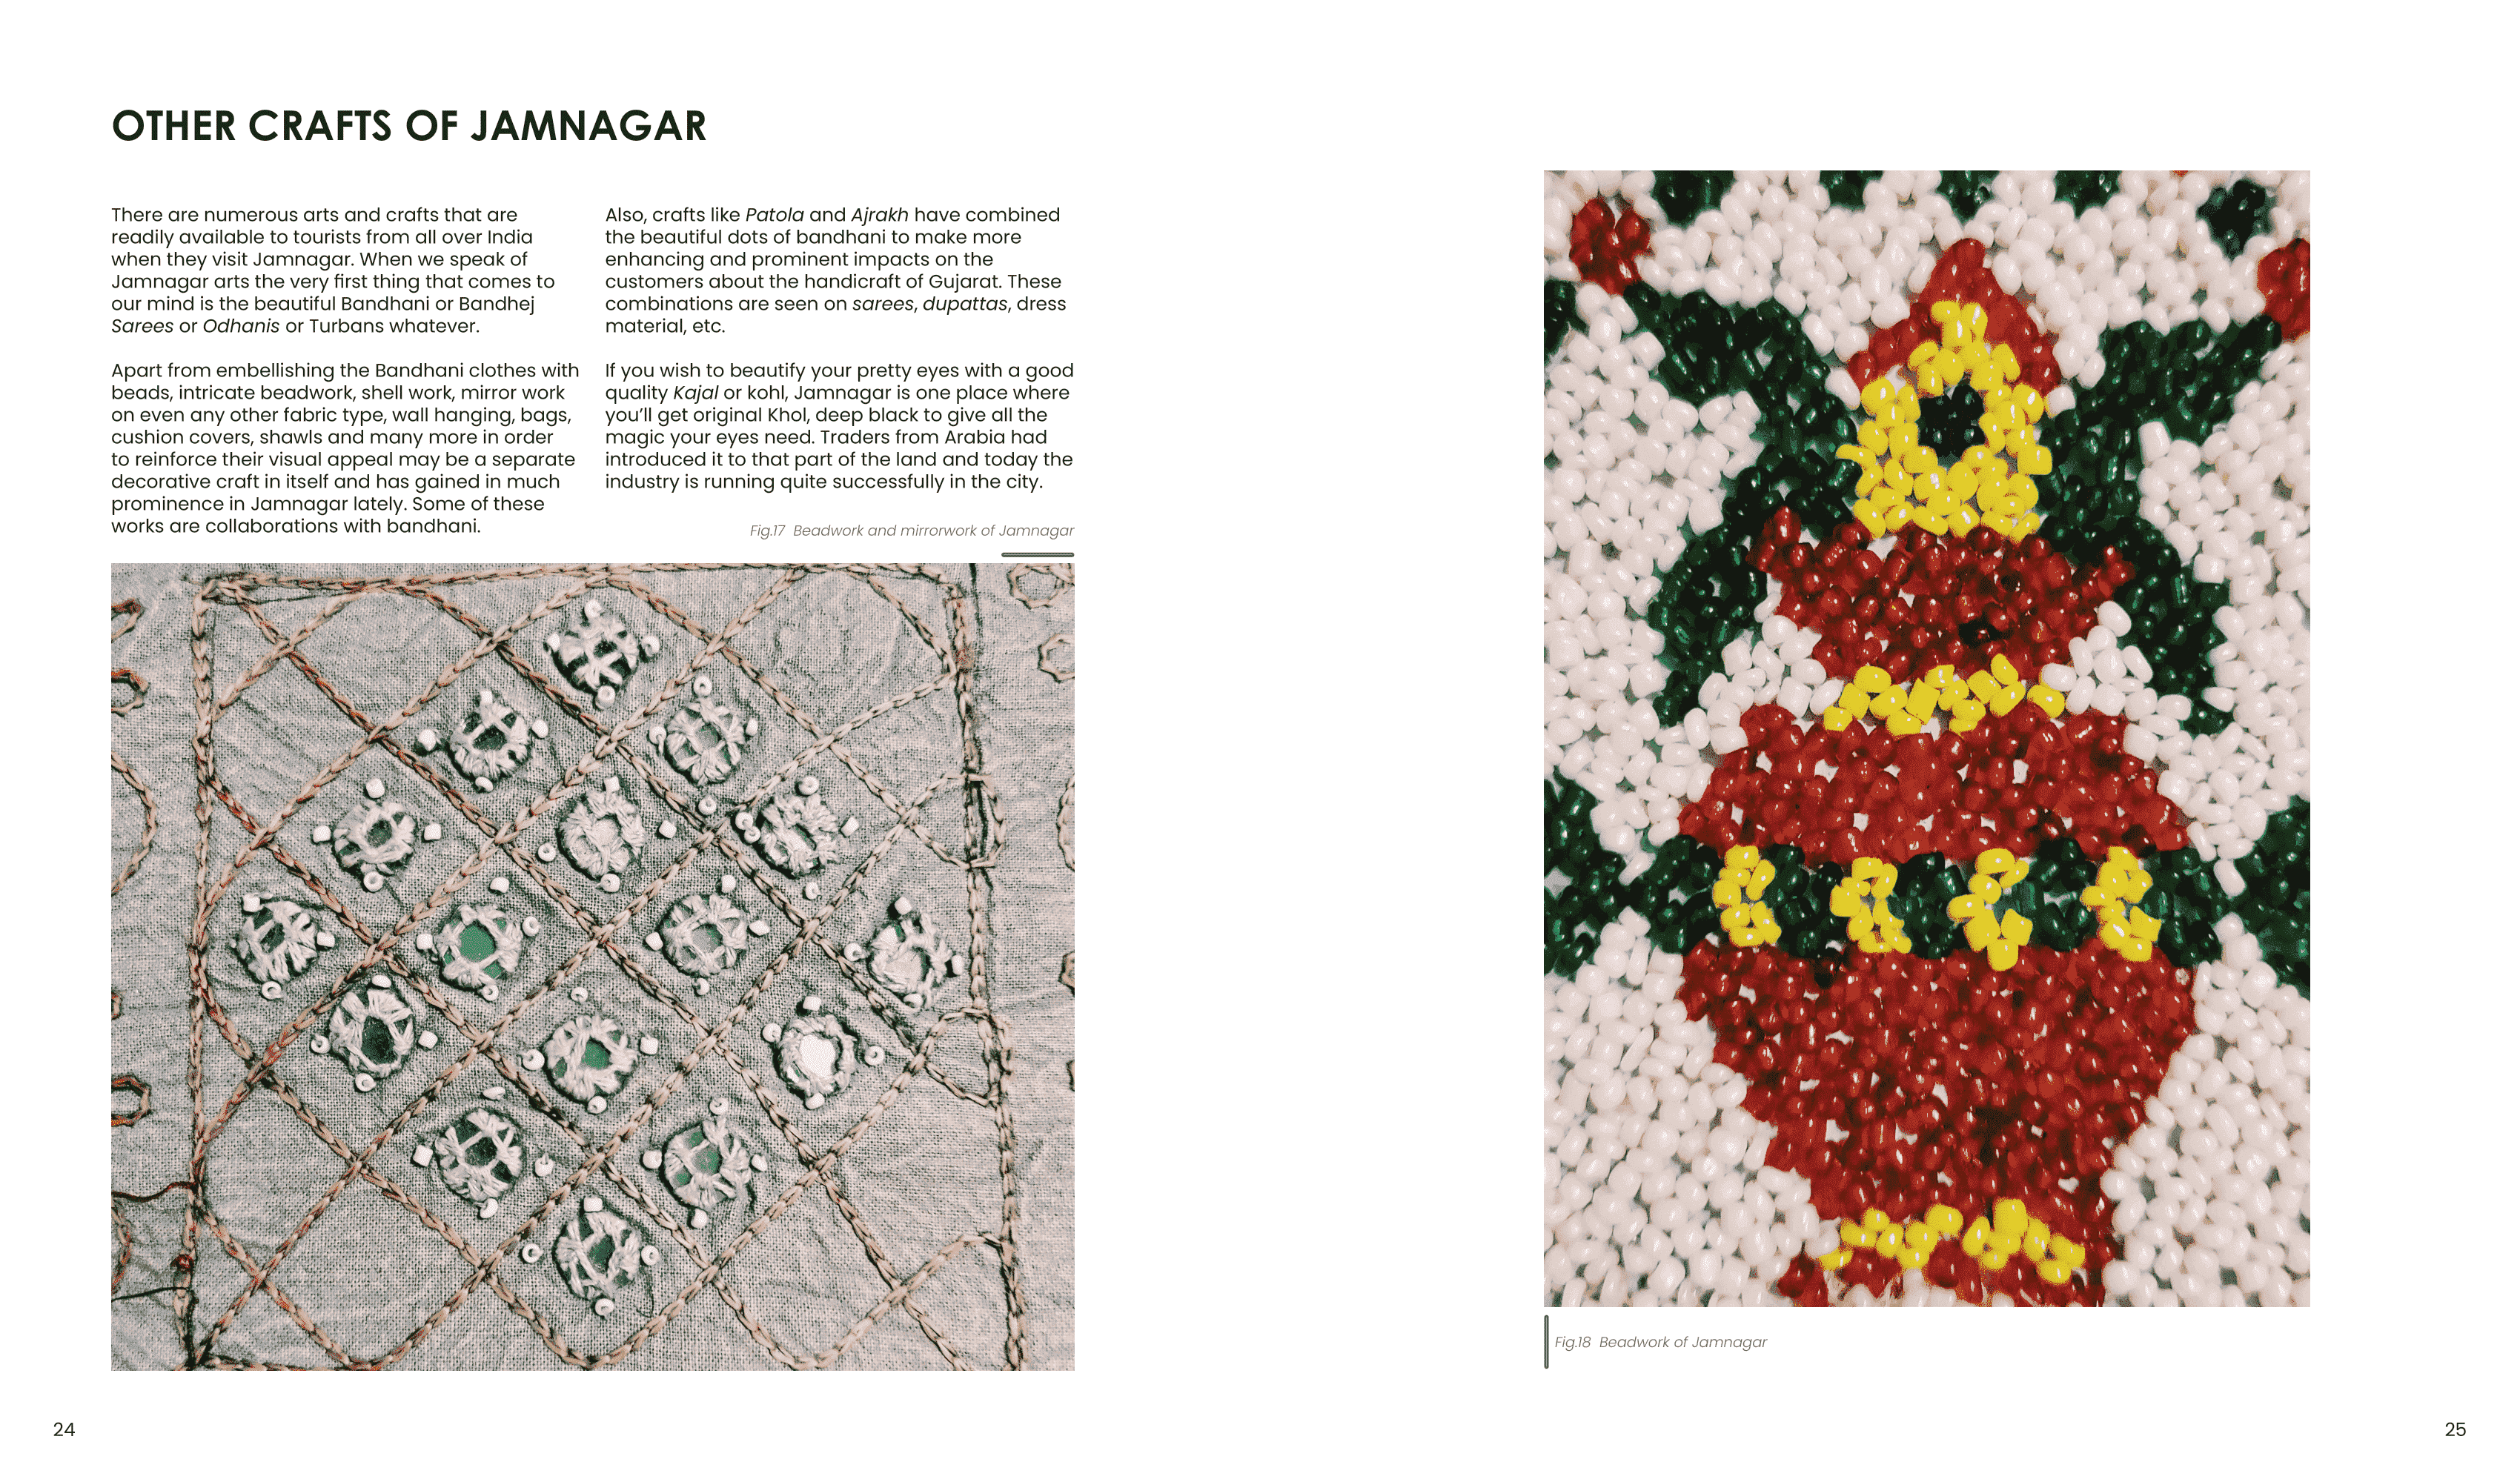 OTHER CRAFTS OF JAMNAGAR
There are numerous arts and crafts that are
readily available to tourists from all over India
when they visit Jamnagar. When we speak of
Jamnagar arts the very first thing that comes to
our mind is the beautiful Bandhani or Bandhej
Sarees or Odhanis or Turbans whatever.
Apart from embellishing the Bandhani clothes with
beads, intricate beadwork, shell work, mirror work
on even any other fabric type, wall hanging, bags,
cushion covers, shawls and many more in order
to reinforce their visual appeal may be a separate
decorative craft in itself and has gained in much
prominence in Jamnagar lately. Some of these
works are collaborations with bandhani.
Also, crafts like Patola and Ajrakh have combined
the beautiful dots of bandhani to make more
enhancing and prominent impacts on the
customers about the handicraft of Gujarat. These
combinations are seen on sarees, dupattas, dress
material, etc.
If you wish to beautify your pretty eyes with a good
quality Kajal or kohl, Jamnagar is one place where
you'll get original Khol, deep black to give all the
magic your eyes need. Traders from Arabia had
introduced it to that part of the land and today the
industry is running quite successfully in the city.
Fig.17 Beadwork and mirrorwork of Jamnagar
Fig.18 Beadwork of Jamnagar
24
25